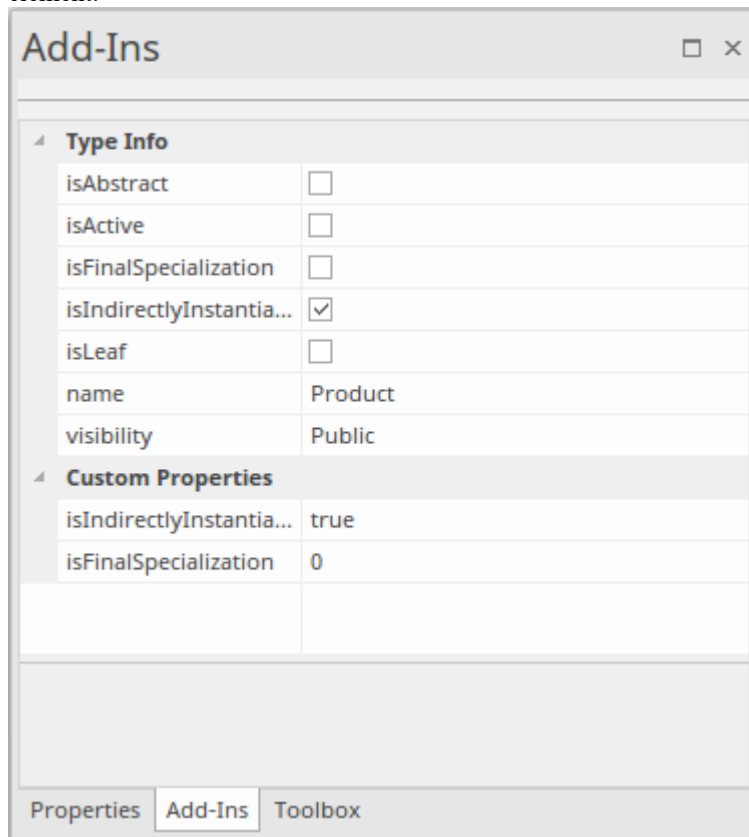 Add-Ins
Type Info
isAbstract
isActive
isFinalSpecialization
isIndirectlyInstantia...
isLeaf
name Product
visibility Public
Custom Properties
isIndirectlyInstantia... true
isFinalSpecialization 0
Properties Add-Ins Toolbox